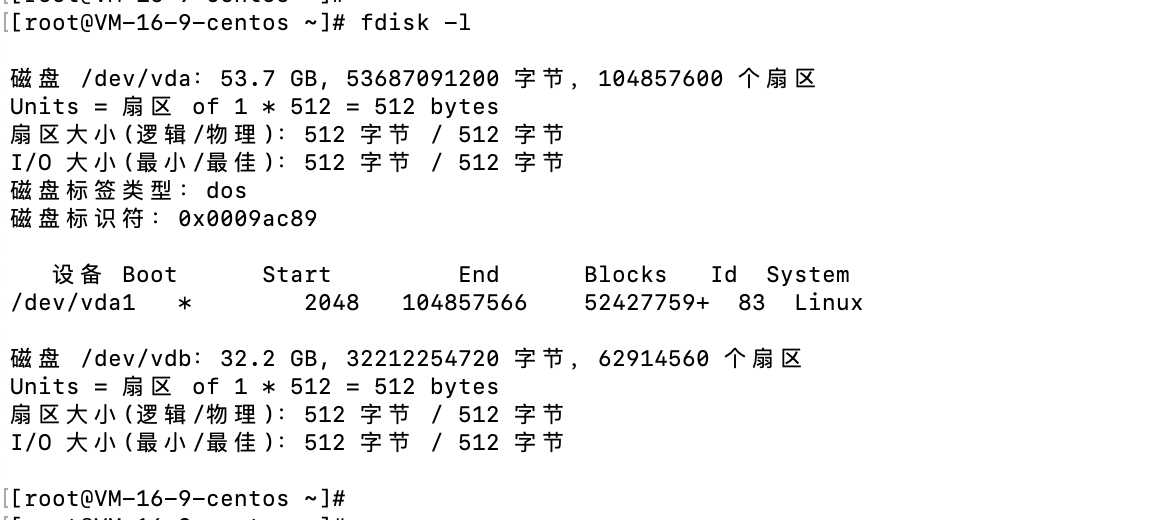 [[root@VM-16-9-centos ~]# fdisk -l
磁盘 /dev/vda: 53.7 GB, 53687091200 字节, 104857600 个扇区
Units = 扇区 of 1 * 512 = 512 bytes
扇区大小(逻辑/物理): 512 字节 / 512 字节
I/O 大小(最小/最佳): 512 字节 / 512 字节
磁盘标签类型: dos
磁盘标识符: 0x0009ac89
设备 Boot Start End Blocks Id System
/dev/vda1 * 2048 104857566 52427759+ 83 Linux
磁盘 /dev/vdb: 32.2 GB, 32212254720 字节, 62914560 个扇区
Units = 扇区 of 1 * 512 = 512 bytes
扇区大小(逻辑/物理): 512 字节 / 512 字节
I/O 大小(最小/最佳): 512 字节 / 512 字节
[[root@VM-16-9-centos ~]#